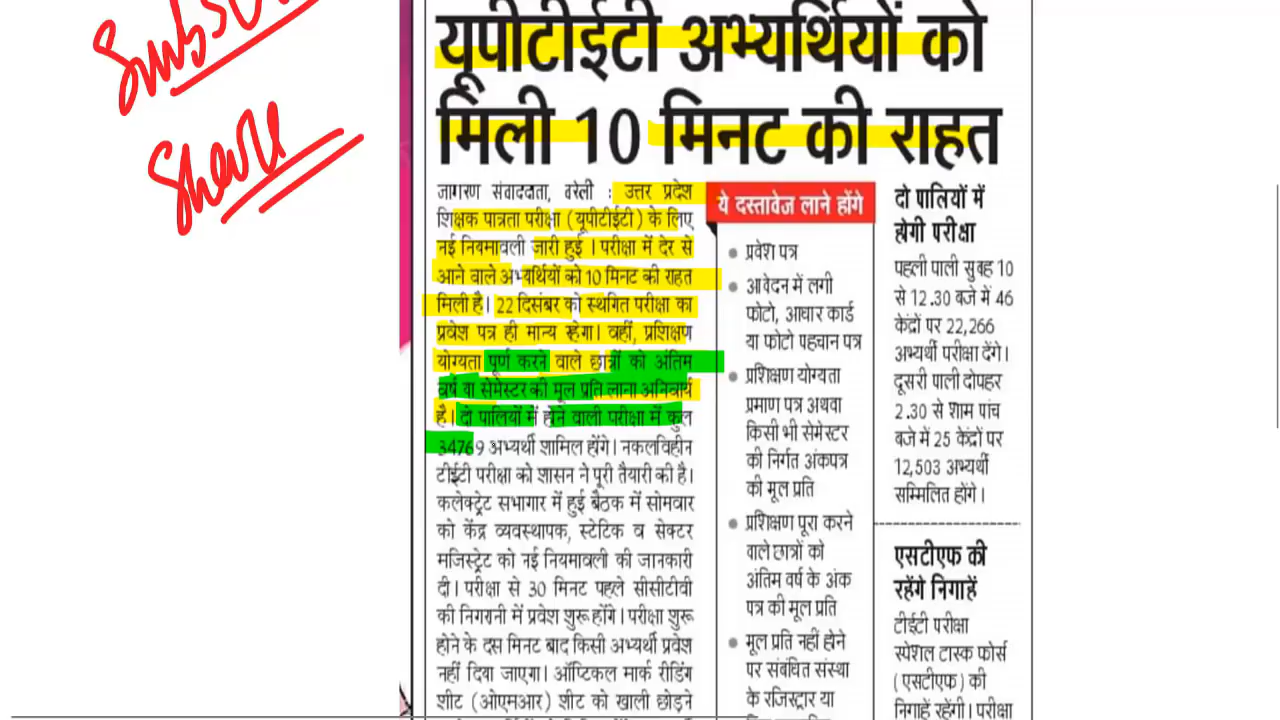 Subscr
Share
यूपीटीईटी अभ्यर्थियों को
मिली 10 मिनट की राहत
जागरण संवाददाता, बरेली : उत्तर प्रदेश
शिक्षक पात्रता परीक्षा (यूपीटीईटी) के लिए
नई नियमावली जारी हुई। परीक्षा में देर से
आने वाले अभ्यर्थियों को 10 मिनट की राहत
मिली है। 22 दिसंबर को स्थगित परीक्षा का
प्रवेश पत्र ही मान्य रहेगा। वहीं, प्रशिक्षण
योग्यता पूर्ण करने वाले छात्रों को अंतिम
वर्ष या सेमेस्टर की मूल प्रति लाना अनिवार्य
है। दो पालियों में होने वाली परीक्षा में कुल
34769 अभ्यर्थी शामिल होंगे। नकलविहीन
टीईटी परीक्षा को शासन ने पूरी तैयारी की है।
कलेक्ट्रेट सभागार में हुई बैठक में सोमवार
को केंद्र व्यवस्थापक, स्टेटिक व सेक्टर
मजिस्ट्रेट को नई नियमावली की जानकारी
दी। परीक्षा से 30 मिनट पहले सीसीटीवी
की निगरानी में प्रवेश शुरू होंगे। परीक्षा शुरू
होने के दस मिनट बाद किसी अभ्यर्थी प्रवेश
नहीं दिया जाएगा। ऑप्टिकल मार्क रीडिंग
शीट (ओएमआर) शीट को खाली छोड़ने
ये दस्तावेज लाने होंगे
प्रवेश पत्र
आवेदन में लगी
फोटो, आधार कार्ड
या फोटो पहचान पत्र
प्रशिक्षण योग्यता
प्रमाण पत्र अथवा
किसी भी सेमेस्टर
की निर्गत अंकपत्र
की मूल प्रति
प्रशिक्षण पूरा करने
वाले छात्रों को
अंतिम वर्ष के अंक
पत्र की मूल प्रति
मूल प्रति नहीं होने
पर संबंधित संस्था
के रजिस्ट्रार या
दो पालियों में
होगी परीक्षा
पहली पाली सुबह 10
से 12.30 बजे में 46
केंद्रों पर 22,266
अभ्यर्थी परीक्षा देंगे।
दूसरी पाली दोपहर
2.30 से शाम पांच
बजे में 25 केंद्रों पर
12,503 अभ्यर्थी
सम्मिलित होंगे।
एसटीएफ की
रहेंगे निगाहें
टीईटी परीक्षा
स्पेशल टास्क फोर्स
(एसटीएफ) की
निगाहें रहेंगी। परीक्षा